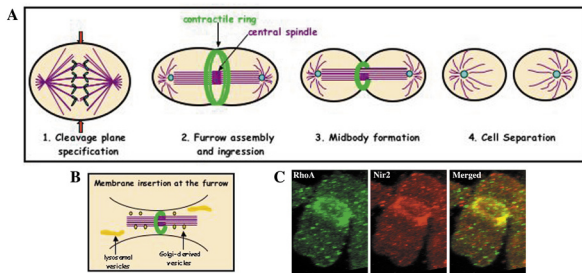 A
contractile ring
central spindle
1. Cleavage plane
specification
2. Furrow assembly
and ingression
3. Midbody formation
4. Cell Separation
B
Membrane insertion at the furrow
lysosomal
vesicles
Golgi-derived
vesicles
C
RhoA
Nir2
Merged